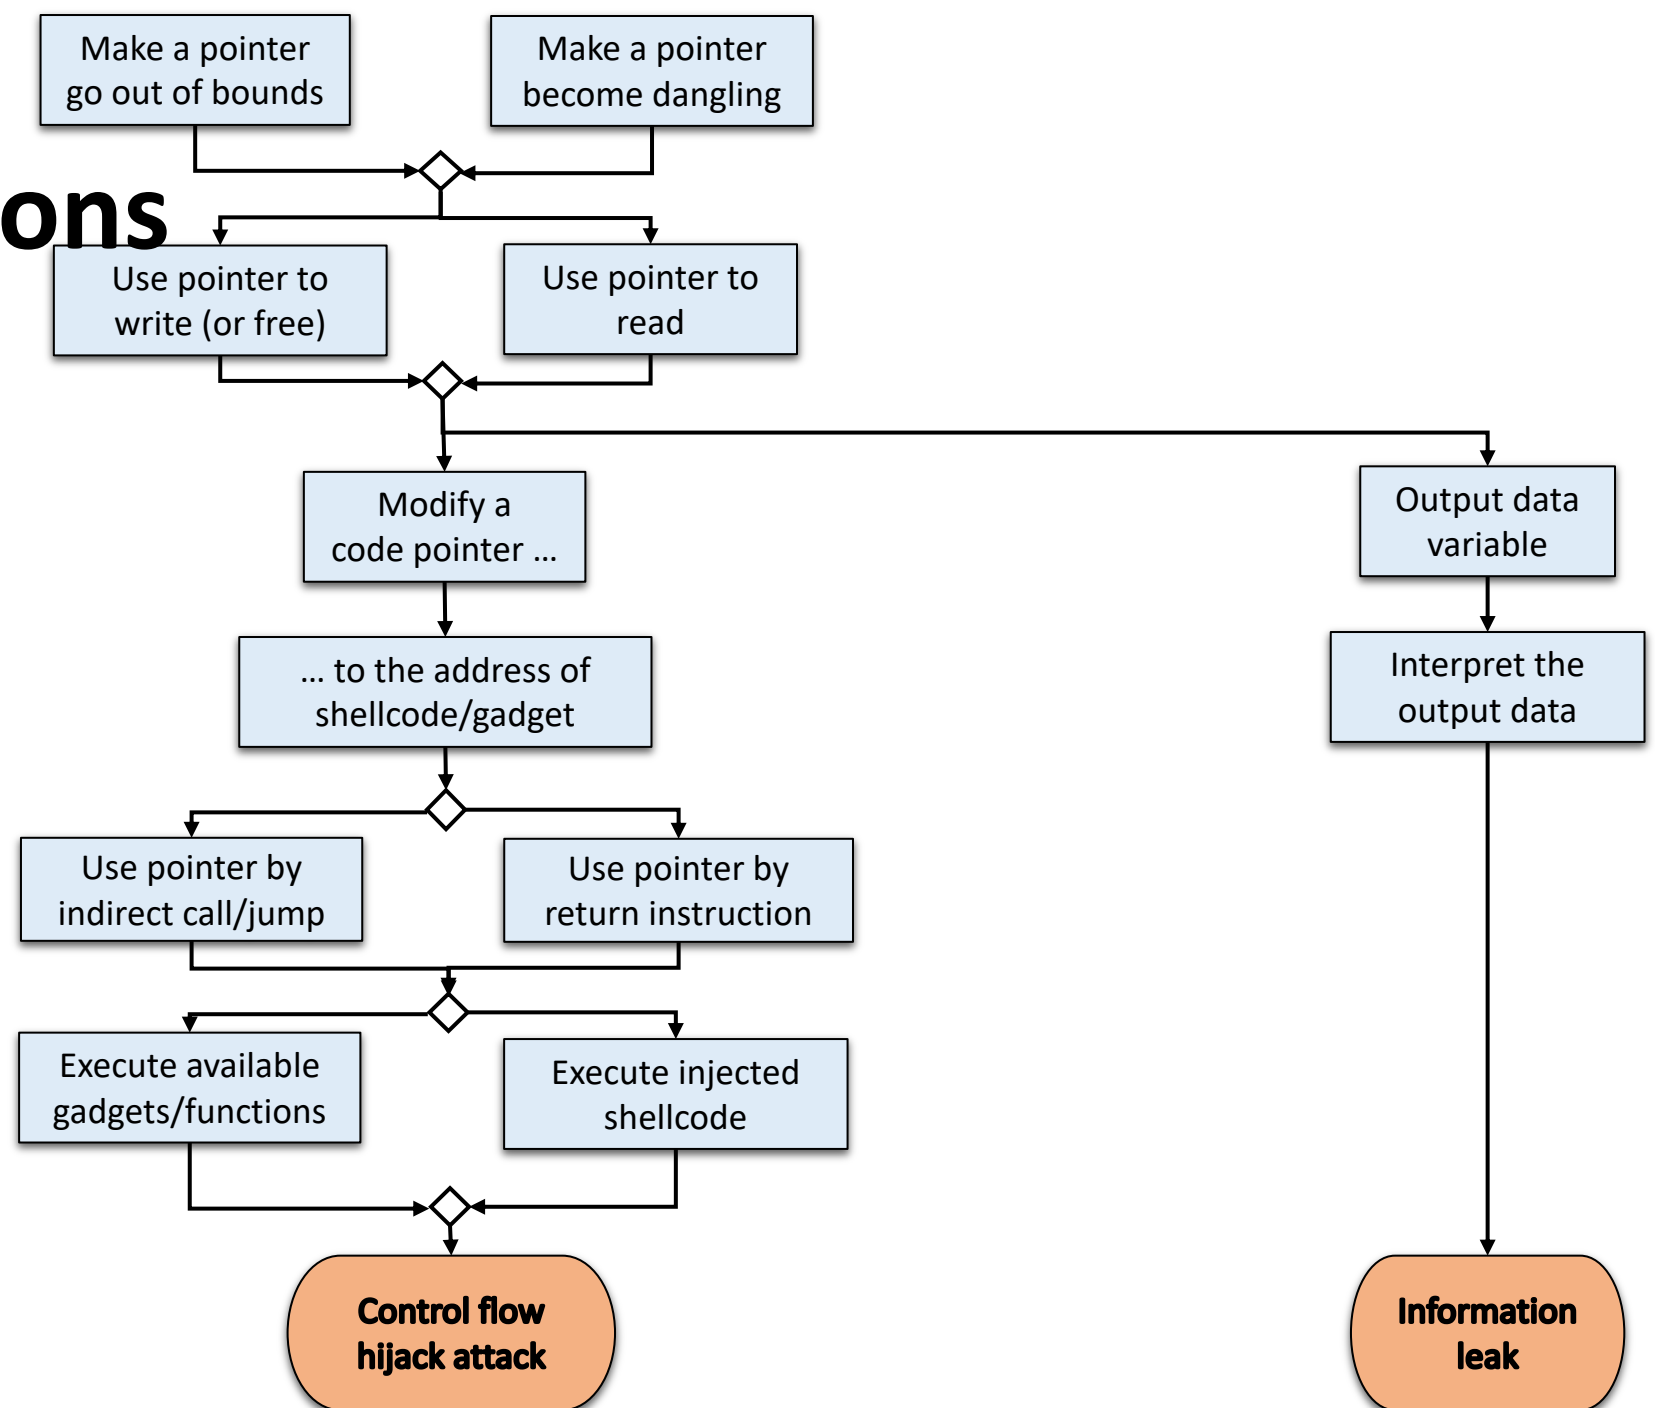 Make a pointer
go out of bounds
Make a pointer
become dangling
ons
Use pointer to
write (or free)
Use pointer to
read
Modify a
code pointer ...
Output data
variable
... to the address of
shellcode/gadget
Interpret the
output data
Use pointer by
indirect call/jump
Use pointer by
return instruction
Execute available
gadgets/functions
Execute injected
shellcode
Control flow
hijack attack
Information
leak